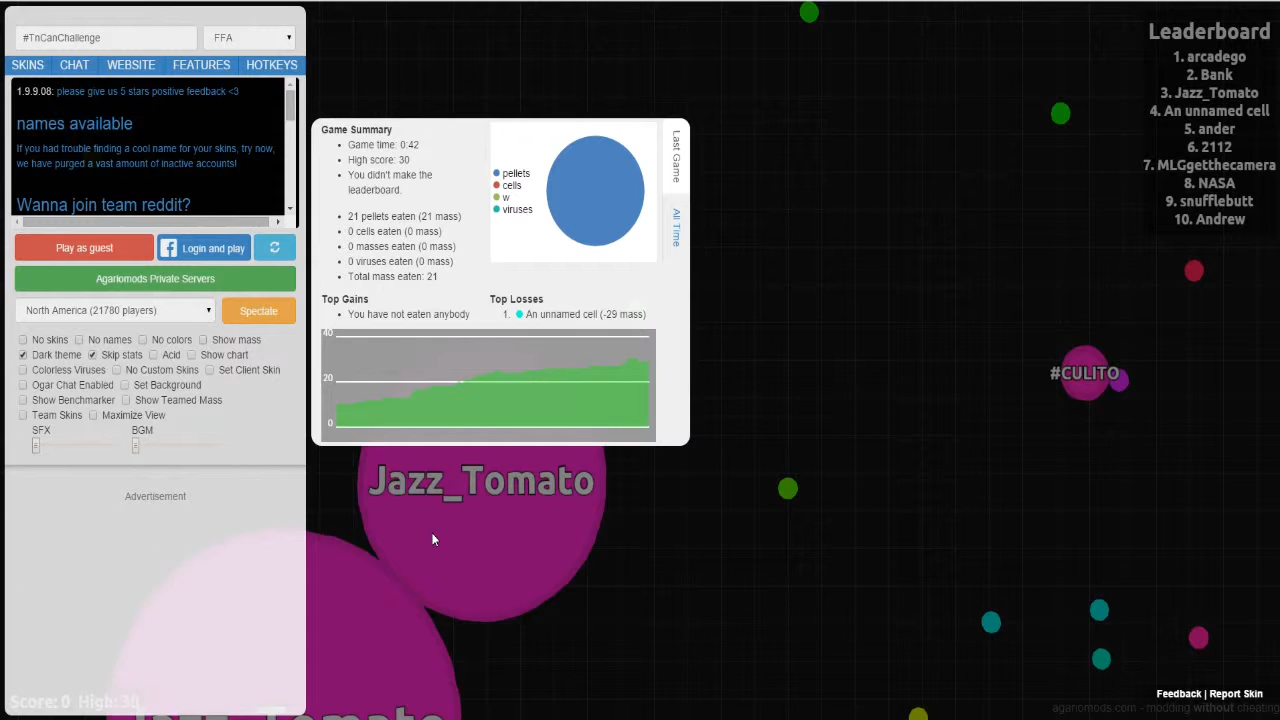 #TnCanChallenge
FFA
SKINS CHAT WEBSITE FEATURES HOTKEYS
1.9.9.08: please give us 5 stars positive feedback <3
names available
If you had trouble finding a cool name for your skins, try now,
we have purged a vast amount of inactive accounts!
Wanna join team reddit?
Play as guest
Login and play
Agariomods Private Servers
North America (21780 players)
Spectate
No skins No names No colors Show mass
Dark theme Skip stats Acid Show chart
Colorless Viruses No Custom Skins Set Client Skin
Ogar Chat Enabled Set Background
Show Benchmarker Show Teamed Mass
Team Skins Maximize View
SFX BGM
Advertisement
Score: 0 High: 30
Game Summary
Game time: 0:42
High score: 30
You didn't make the
leaderboard.
21 pellets eaten (21 mass)
0 cells eaten (0 mass)
0 masses eaten (0 mass)
0 viruses eaten (0 mass)
Total mass eaten: 21
pellets
cells
w
viruses
Last Game
All Time
Top Gains
You have not eaten anybody
Top Losses
1. An unnamed cell (-29 mass)
40
20
0
Jazz_Tomato
Jazz_Tomato
#CULITO
Leaderboard
1. arcadego
2. Bank
3. Jazz_Tomato
4. An unnamed cell
5. ander
6. 2112
7. MLGgetthecamera
8. NASA
9. snufflebutt
10. Andrew
Feedback | Report Skin
agariomods.com - modding without cheating